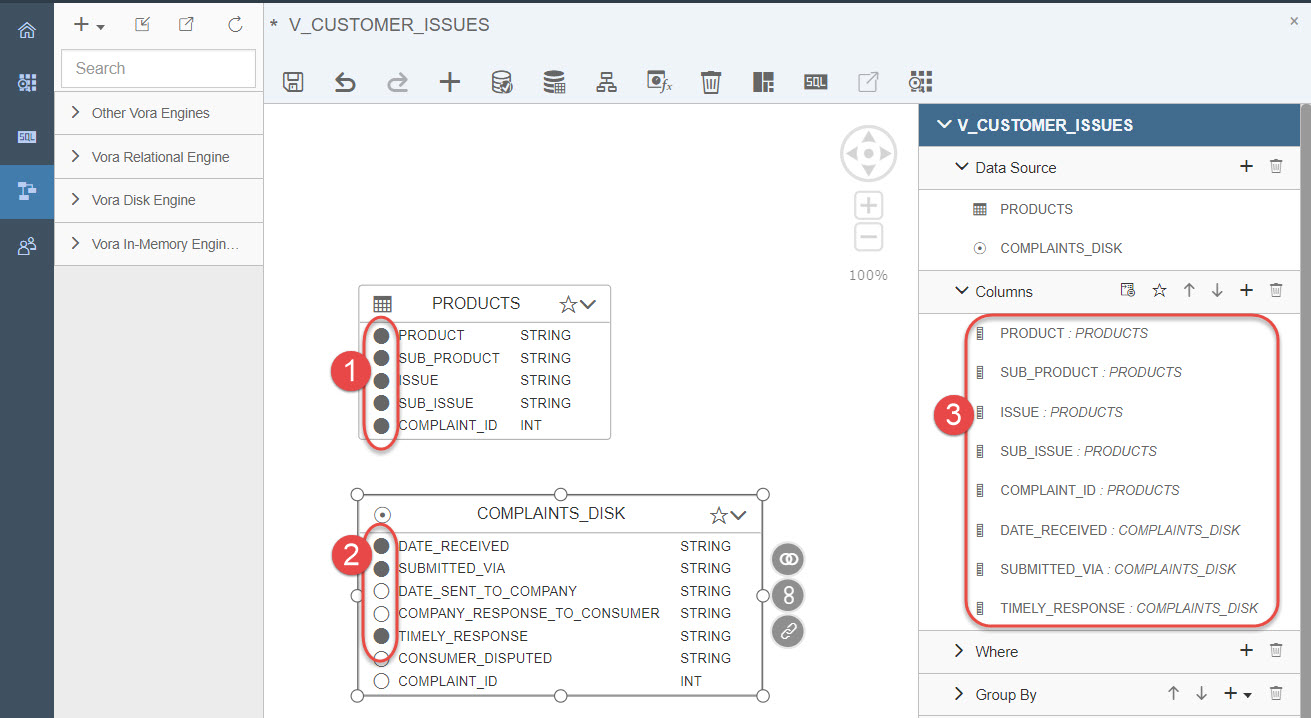 * V_CUSTOMER_ISSUES
×
Search
SQL
Other Vora Engines
Vora Relational Engine
Vora Disk Engine
Vora In-Memory Engin...
fx
SQL
100%
PRODUCTS
PRODUCT STRING
SUB_PRODUCT STRING
ISSUE STRING
SUB_ISSUE STRING
COMPLAINT_ID INT
1
COMPLAINTS_DISK
DATE_RECEIVED STRING
SUBMITTED_VIA STRING
DATE_SENT_TO_COMPANY STRING
COMPANY_RESPONSE_TO_CONSUMER STRING
TIMELY_RESPONSE STRING
CONSUMER_DISPUTED STRING
COMPLAINT_ID INT
2
V_CUSTOMER_ISSUES
Data Source
PRODUCTS
COMPLAINTS_DISK
Columns
PRODUCT : PRODUCTS
SUB_PRODUCT : PRODUCTS
ISSUE : PRODUCTS
SUB_ISSUE : PRODUCTS
COMPLAINT_ID : PRODUCTS
DATE_RECEIVED : COMPLAINTS_DISK
SUBMITTED_VIA : COMPLAINTS_DISK
TIMELY_RESPONSE : COMPLAINTS_DISK
3
Where
Group By